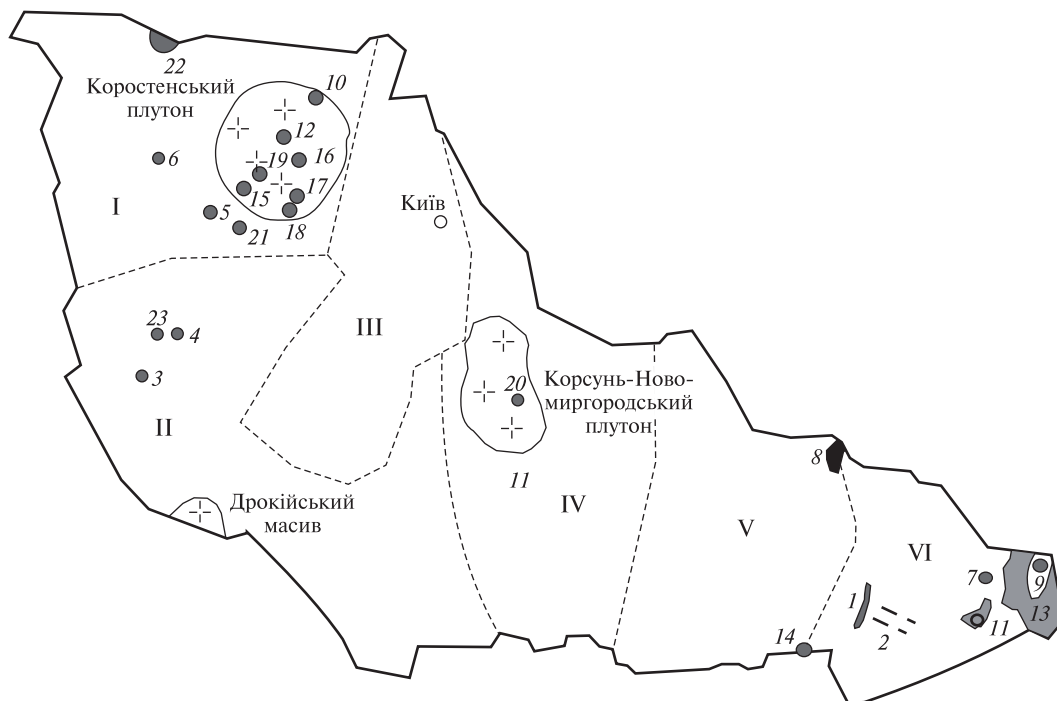 22
Коростенський
плутон
10
12
6
19
16
15
17
I
5
18
21
Київ
23
4
III
3
20
Корсунь-Ново-
миргородський
плутон
II
8
11
Дрокійський
масив
IV
V
VI
7
9
1
13
11
2
14